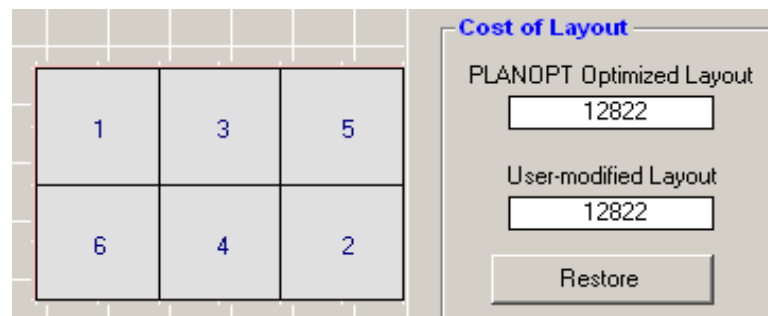 1 3 5
6 4 2
Cost of Layout
PLANOPT Optimized Layout
12822
User-modified Layout
12822
Restore